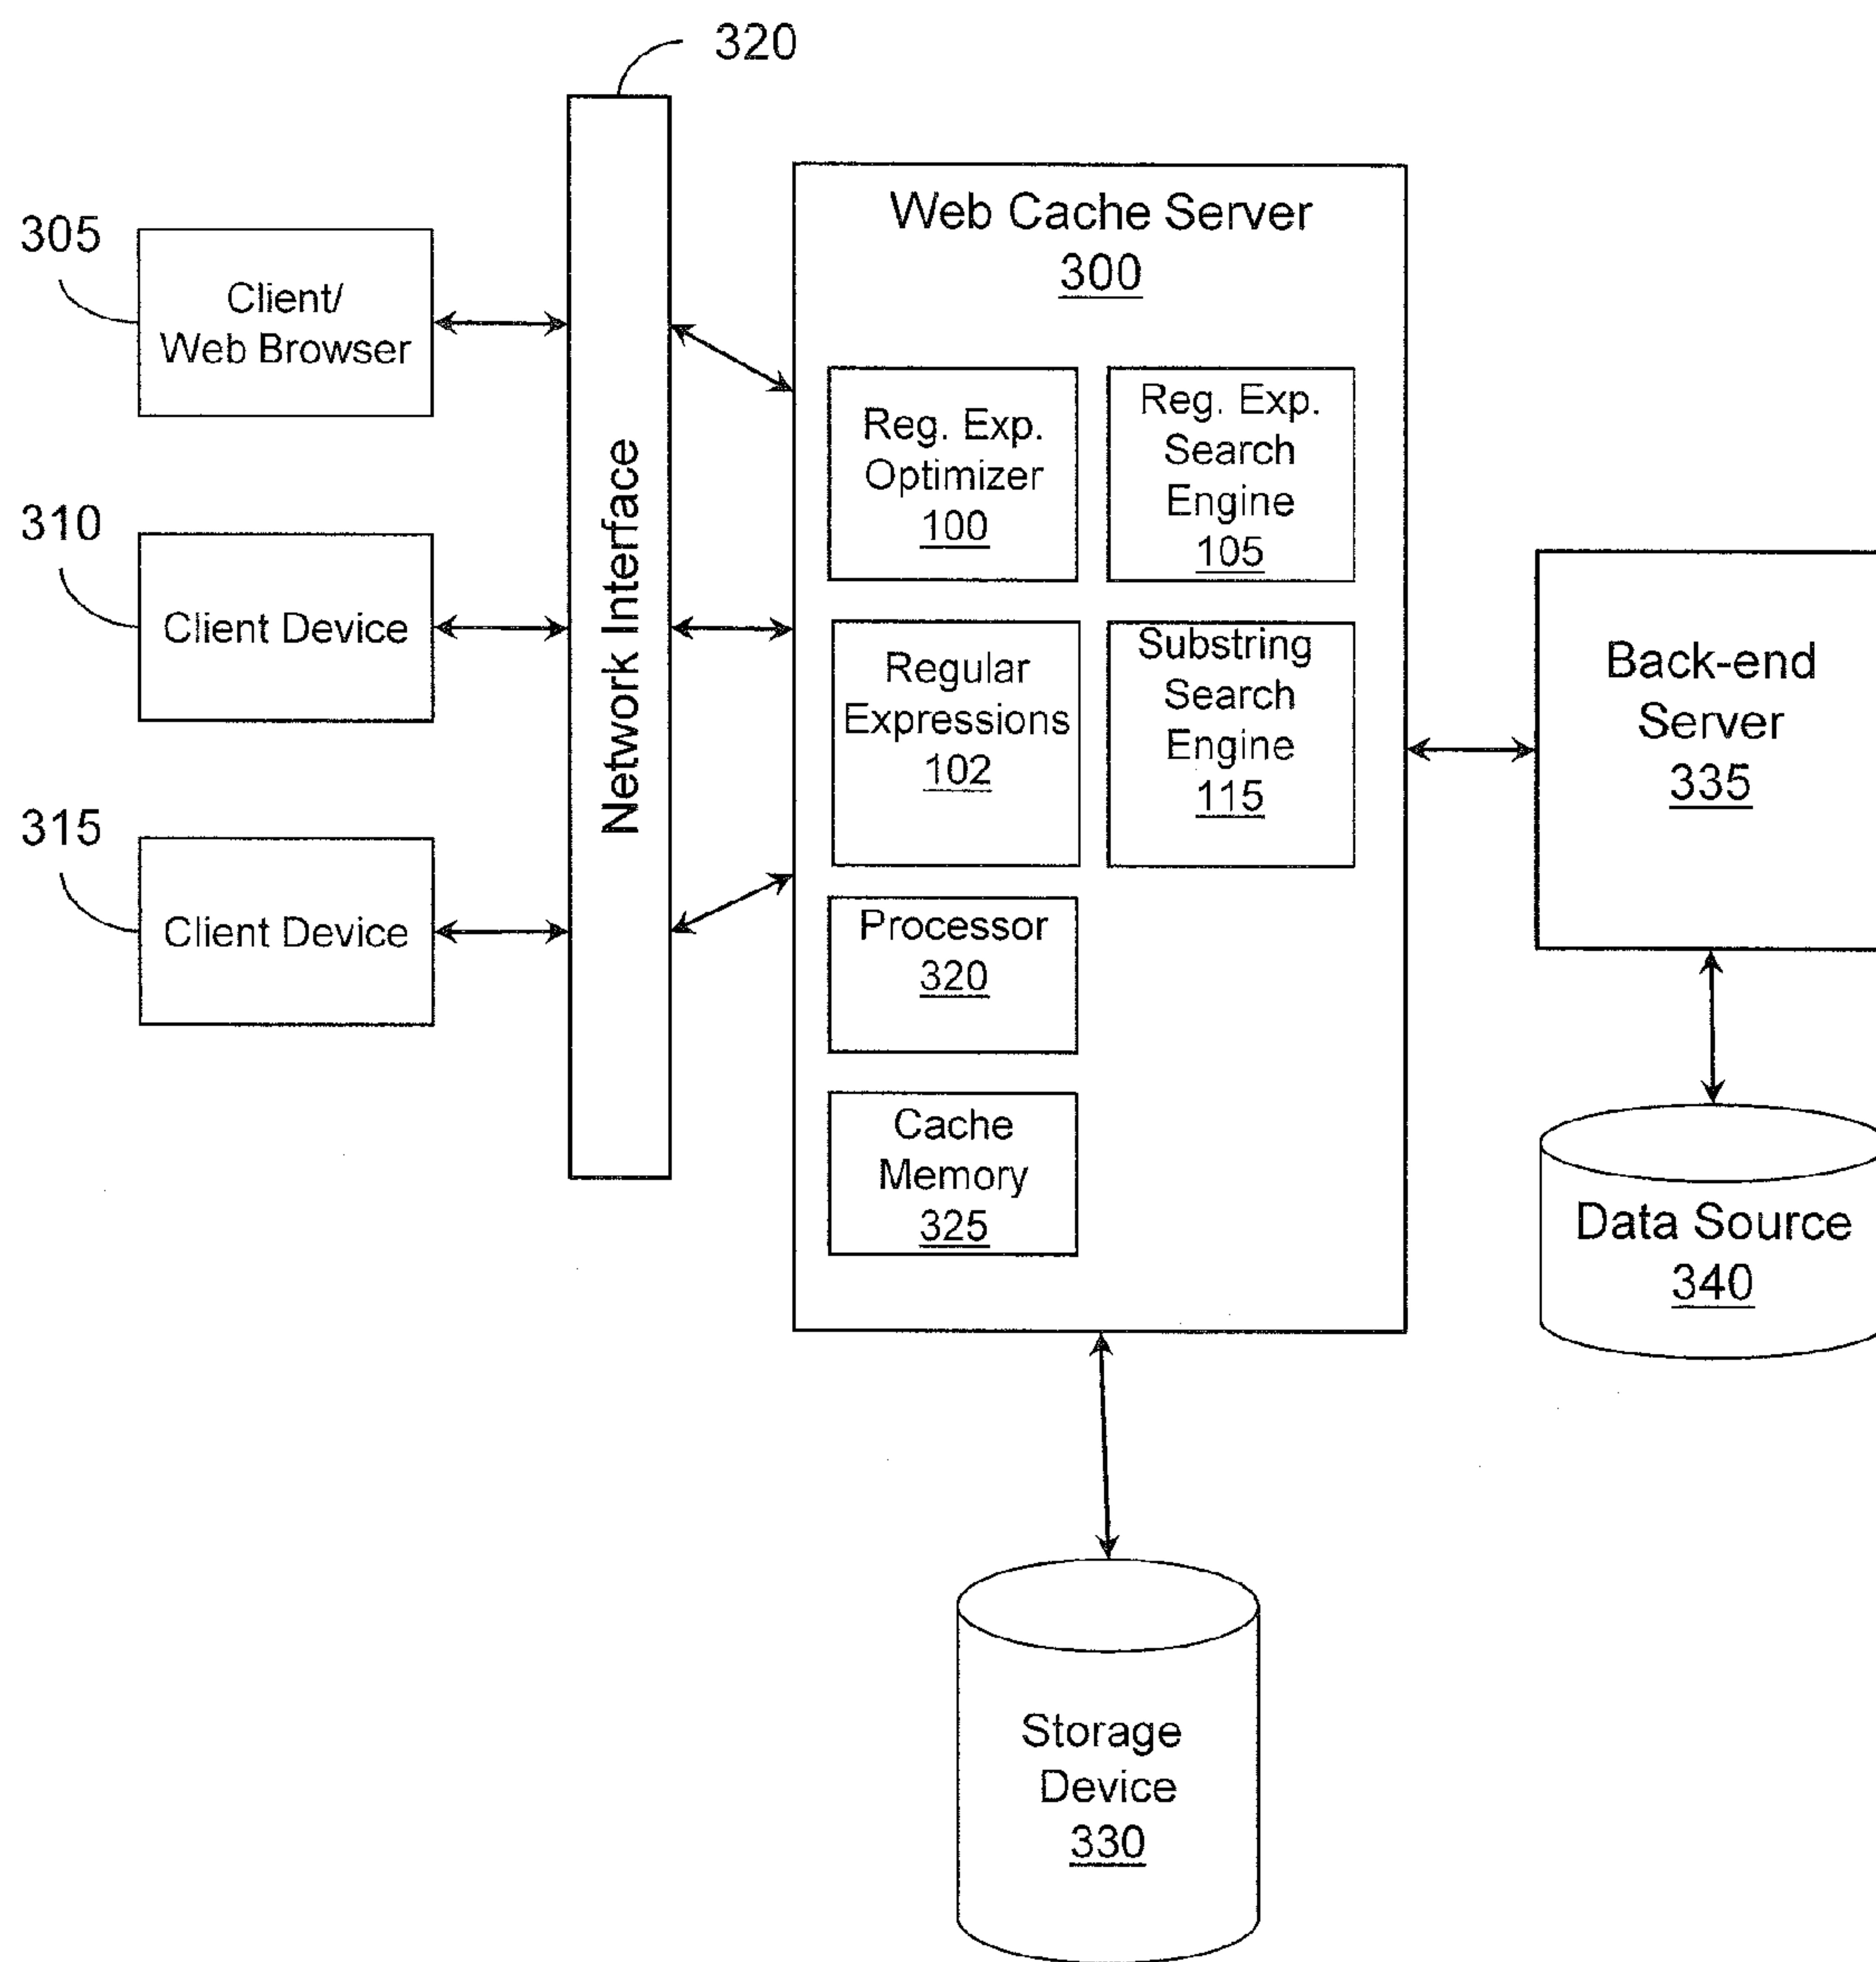 320
305
Client/
Web Browser
310
Client Device
315
Client Device
Network Interface
Web Cache Server
300
Reg. Exp.
Optimizer
100
Reg. Exp.
Search
Engine
105
Regular
Expressions
102
Substring
Search
Engine
115
Processor
320
Cache
Memory
325
Back-end
Server
335
Data Source
340
Storage
Device
330